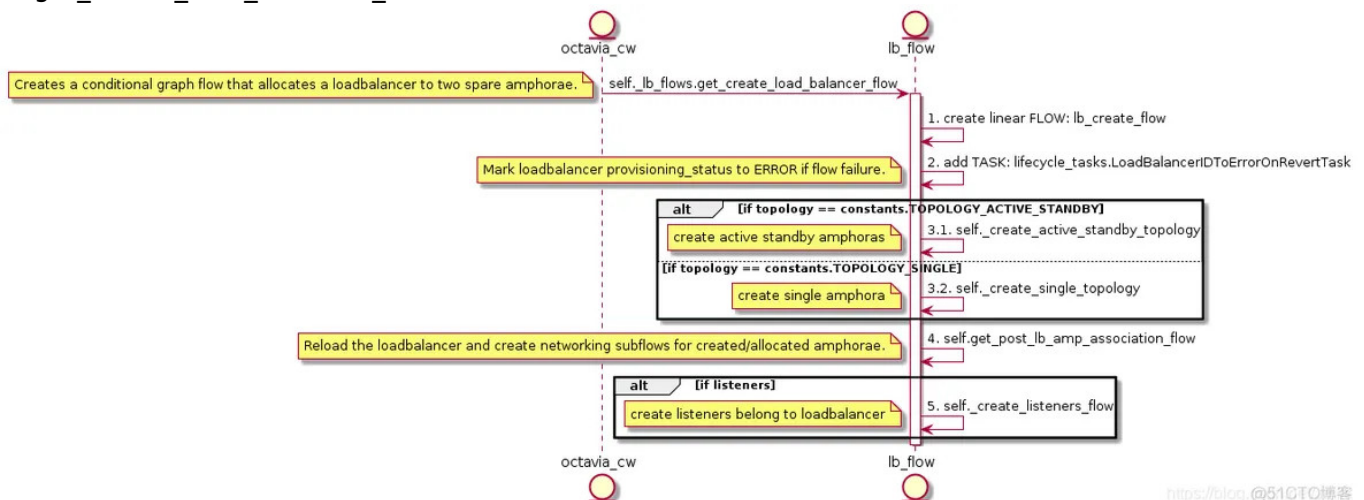 octavia_cw
lb_flow
Creates a conditional graph flow that allocates a loadbalancer to two spare amphorae.
self._lb_flows.get_create_load_balancer_flow
1. create linear FLOW: lb_create_flow
Mark loadbalancer provisioning_status to ERROR if flow failure.
2. add TASK: lifecycle_tasks.LoadBalancerIDToErrorOnRevertTask
alt
[if topology == constants.TOPOLOGY_ACTIVE_STANDBY]
create active standby amphoras
3.1. self._create_active_standby_topology
[if topology == constants.TOPOLOGY_SINGLE]
create single amphora
3.2. self._create_single_topology
Reload the loadbalancer and create networking subflows for created/allocated amphorae.
4. self.get_post_lb_amp_association_flow
alt
[if listeners]
create listeners belong to loadbalancer
5. self._create_listeners_flow
octavia_cw
lb_flow
https://blog.@51CTO博客